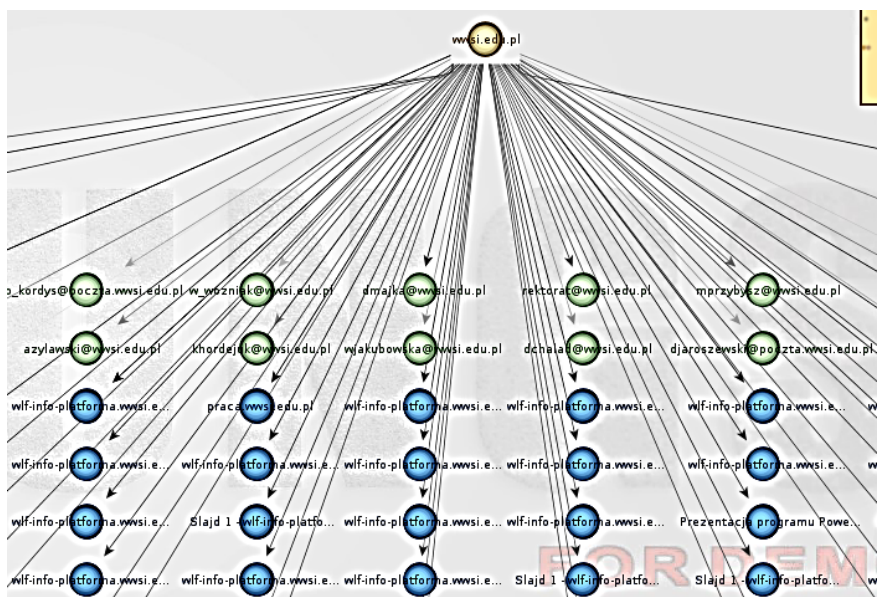 wwsi.edu.pl
o_kordys@poczta.wwsi.edu.pl w_wozniak@wwsi.edu.pl dmajka@wwsi.edu.pl rektorat@wwsi.edu.pl mprzybysz@wwsi.edu.pl
azylawski@wwsi.edu.pl khordejuk@wwsi.edu.pl wjakubowska@wwsi.edu.pl dchalad@wwsi.edu.pl djaroszewski@poczta.wwsi.edu.pl
wlf-info-platforma.wwsi.e... praca.wwsi.edu.pl wlf-info-platforma.wwsi.e... wlf-info-platforma.wwsi.e... wlf-info-platforma.wwsi.e...
wlf-info-platforma.wwsi.e... wlf-info-platforma.wwsi.e... wlf-info-platforma.wwsi.e... wlf-info-platforma.wwsi.e... wlf-info-platforma.wwsi.e...
wlf-info-platforma.wwsi.e... Slajd 1 - wlf-info-platfo... wlf-info-platforma.wwsi.e... wlf-info-platforma.wwsi.e... Prezentacja programu Powe...
wlf-info-platforma.wwsi.e... wlf-info-platforma.wwsi.e... wlf-info-platforma.wwsi.e... Slajd 1 - wlf-info-platfo... Slajd 1 - wlf-info-platfo...
FOR DEM